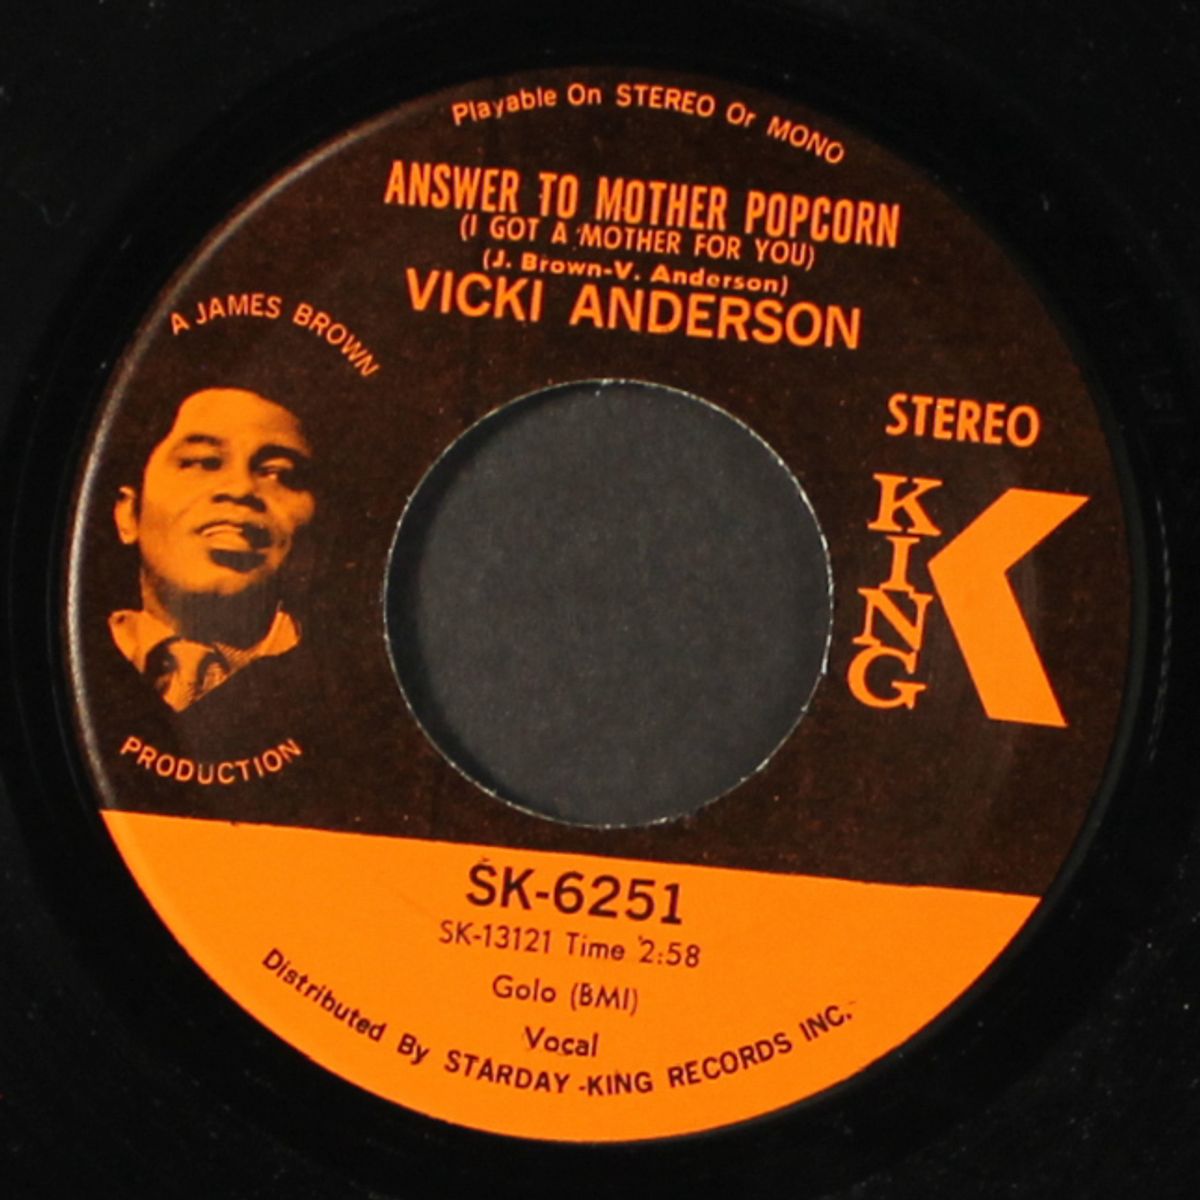 Playable On STEREO Or MONO
ANSWER TO MOTHER POPCORN
(I GOT A MOTHER FOR YOU)
(J. Brown-V. Anderson)
VICKI ANDERSON
A JAMES BROWN
PRODUCTION
STEREO
KING
K
SK-6251
SK-13121 Time 2:58
Golo (BMI)
Vocal
Distributed By STARDAY-KING RECORDS INC.